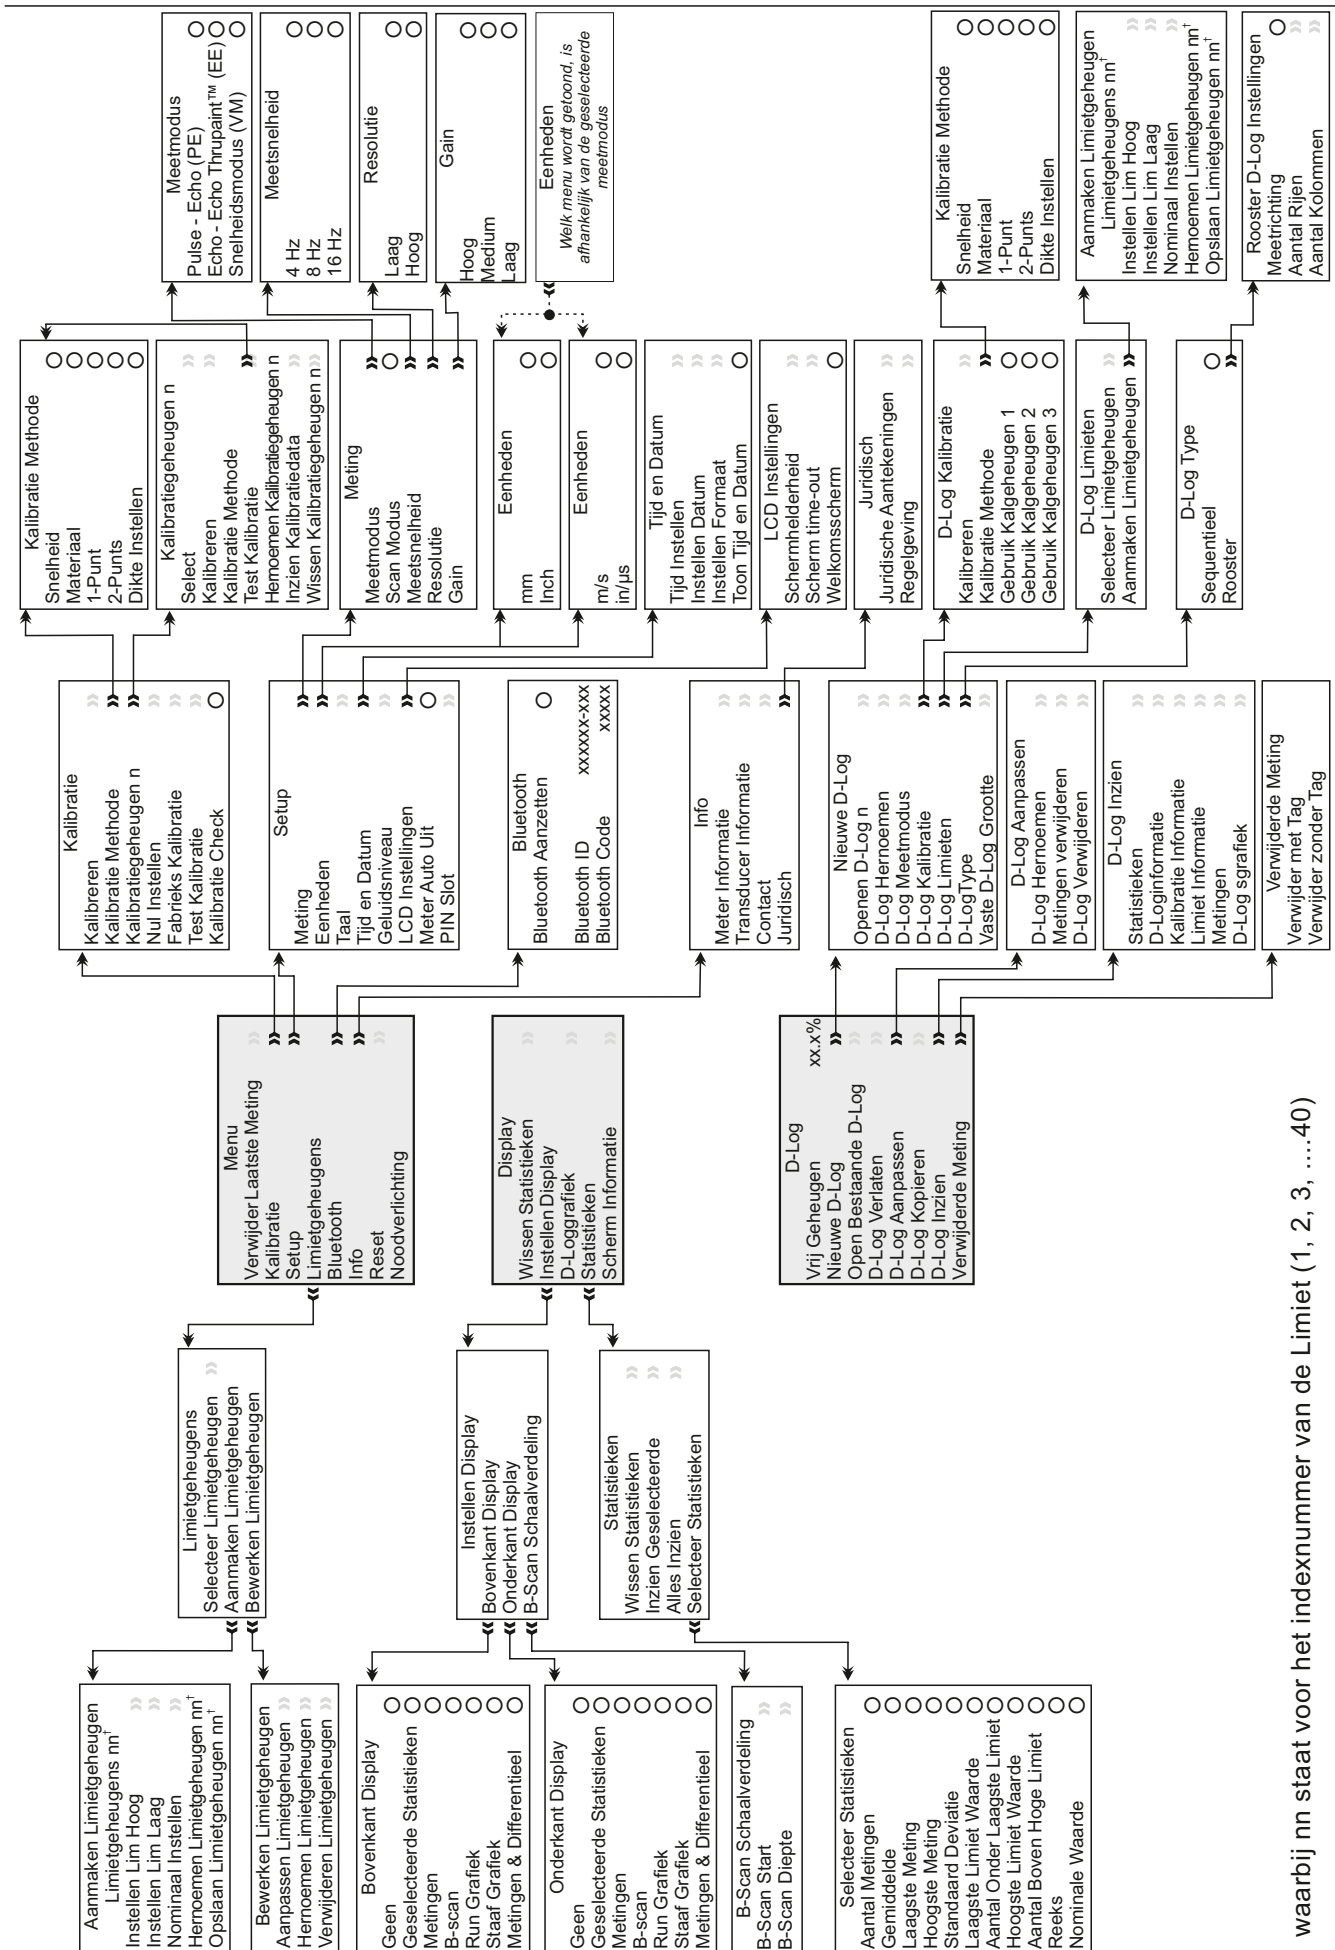 Aanmaken Limietgeheugen
Limietgeheugens nn†
Instellen Lim Hoog
Instellen Lim Laag
Nominaal Instellen
Hernoemen Limietgeheugen nn†
Opslaan Limietgeheugen nn†
Bewerken Limietgeheugen
Aanpassen Limietgeheugen
Hernoemen Limietgeheugen
Verwijderen Limietgeheugen
Bovenkant Display
Geen
Geselecteerde Statistieken
Metingen
B-scan
Run Grafiek
Staaf Grafiek
Metingen & Differentieel
Onderkant Display
Geen
Geselecteerde Statistieken
Metingen
B-scan
Run Grafiek
Staaf Grafiek
Metingen & Differentieel
B-Scan Schaalverdeling
B-Scan Start
B-Scan Diepte
Selecteer Statistieken
Aantal Metingen
Gemiddelde
Laagste Meting
Hoogste Meting
Standaard Deviatie
Laagste Limiet Waarde
Aantal Onder Laagste Limiet
Hoogste Limiet Waarde
Aantal Boven Hoge Limiet
Reeks
Nominale Waarde
Limietgeheugens
Selecteer Limietgeheugen
Aanmaken Limietgeheugen
Bewerken Limietgeheugen
Instellen Display
Bovenkant Display
Onderkant Display
B-Scan Schaalverdeling
Statistieken
Wissen Statistieken
Inzien Geselecteerde
Alles Inzien
Selecteer Statistieken
Menu
Verwijder Laatste Meting
Kalibratie
Setup
Limietgeheugens
Bluetooth
Info
Reset
Noodverlichting
Display
Wissen Statistieken
Instellen Display
D-Loggrafiek
Statistieken
Scherm Informatie
D-Log
Vrij Geheugen xx.x%
Nieuwe D-Log
Open Bestaande D-Log
D-Log Verlaten
D-Log Aanpassen
D-Log Kopieren
D-Log Inzien
Verwijderde Meting
Kalibratie
Kalibreren
Kalibratie Methode
Kalibratiegeheugen n
Nul Instellen
Fabrieks Kalibratie
Test Kalibratie
Kalibratie Check
Setup
Meting
Eenheden
Taal
Tijd en Datum
Geluidsniveau
LCD Instellingen
Meter Auto Uit
PIN Slot
Bluetooth
Bluetooth Aanzetten
Bluetooth ID xxxxxx-xxx
Bluetooth Code xxxxx
Info
Meter Informatie
Transducer Informatie
Contact
Juridisch
Nieuwe D-Log
Openen D-Log n
D-Log Hernoemen
D-Log Meetmodus
D-Log Kalibratie
D-Log Limieten
D-LogType
Vaste D-Log Grootte
D-Log Aanpassen
D-Log Hernoemen
Metingen verwijderen
D-Log Verwijderen
D-Log Inzien
Statistieken
D-Loginformatie
Kalibratie Informatie
Limiet Informatie
Metingen
D-Log sgrafiek
Verwijderde Meting
Verwijder met Tag
Verwijder zonder Tag
Kalibratie Methode
Snelheid
Materiaal
1-Punt
2-Punts
Dikte Instellen
Kalibratiegeheugen n
Select
Kalibreren
Kalibratie Methode
Test Kalibratie
Hernoemen Kalibratiegeheugen n
Inzien Kalibratiedata
Wissen Kalibratiegeheugen n
Meting
Meetmodus
Scan Modus
Meetsnelheid
Resolutie
Gain
Eenheden
mm
Inch
Eenheden
m/s
in/µs
Tijd en Datum
Tijd Instellen
Instellen Datum
Instellen Formaat
Toon Tijd en Datum
LCD Instellingen
Schermhelderheid
Scherm time-out
Welkomsscherm
Juridisch
Juridische Aantekeningen
Regelgeving
D-Log Kalibratie
Kalibreren
Kalibratie Methode
Gebruik Kalgeheugen 1
Gebruik Kalgeheugen 2
Gebruik Kalgeheugen 3
D-Log Limieten
Selecteer Limietgeheugen
Aanmaken Limietgeheugen
D-Log Type
Sequentieel
Rooster
Meetmodus
Pulse - Echo (PE)
Echo - Echo Thrupaint™ (EE)
Snelheidsmodus (VM)
Meetsnelheid
4 Hz
8 Hz
16 Hz
Resolutie
Laag
Hoog
Gain
Hoog
Medium
Laag
Eenheden
Welk menu wordt getoond, is
afhankelijk van de geselecteerde
meetmodus
Kalibratie Methode
Snelheid
Materiaal
1-Punt
2-Punts
Dikte Instellen
Aanmaken Limietgeheugen
Limietgeheugens nn†
Instellen Lim Hoog
Instellen Lim Laag
Nominaal Instellen
Hernoemen Limietgeheugen nn†
Opslaan Limietgeheugen nn†
Rooster D-Log Instellingen
Meetrichting
Aantal Rijen
Aantal Kolommen
waarbij nn staat voor het indexnummer van de Limiet (1, 2, 3, ....40)